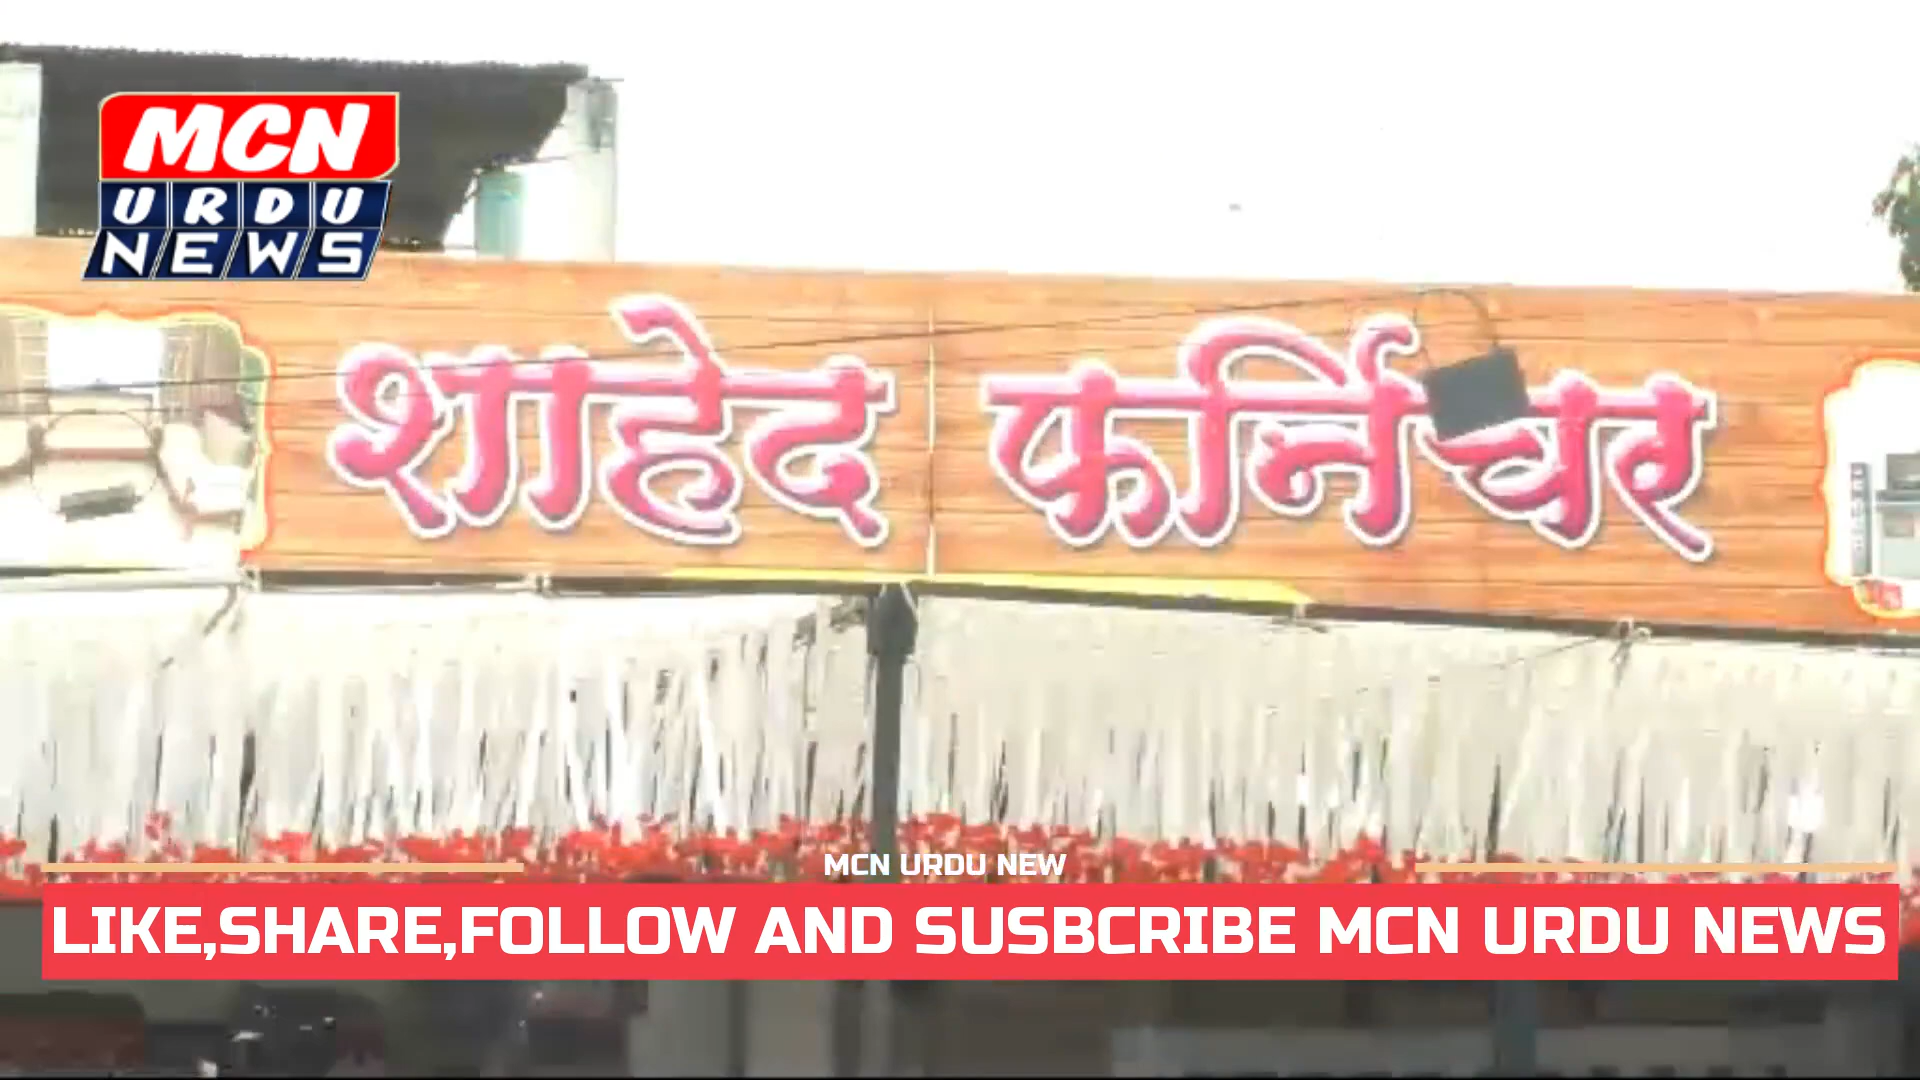 MCN
URDU
NEWS
शाहेद फर्निचर
MCN URDU NEW
LIKE,SHARE,FOLLOW AND SUSBCRIBE MCN URDU NEWS